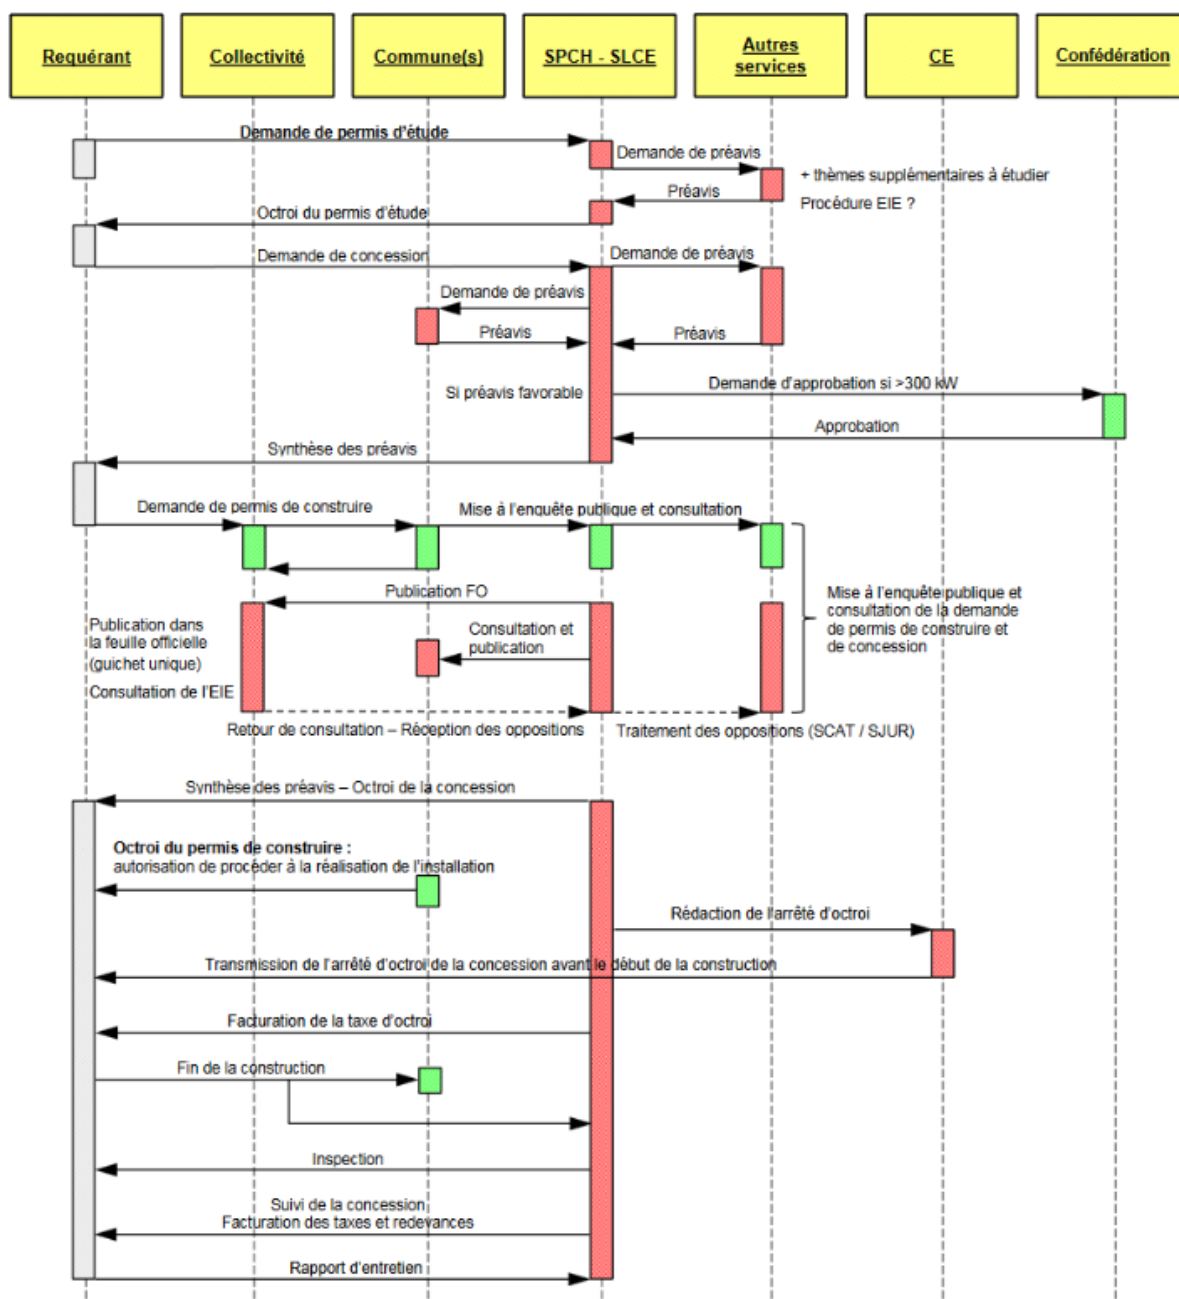 Requérant
Collectivité
Commune(s)
SPCH - SLCE
Autres
services
CE
Confédération
Demande de permis d'étude
Demande de préavis
+ thèmes supplémentaires à étudier
Préavis
Procédure EIE ?
Octroi du permis d'étude
Demande de concession
Demande de préavis
Demande de préavis
Préavis
Préavis
Si préavis favorable
Demande d'approbation si >300 kW
Approbation
Synthèse des préavis
Demande de permis de construire
Mise à l'enquête publique et consultation
Publication FO
Mise à l'enquête publique et
consultation de la demande
de permis de construire et
de concession
Publication dans
la feuille officielle
(guichet unique)
Consultation et
publication
Consultation de l'EIE
Retour de consultation – Réception des oppositions
Traitement des oppositions (SCAT / SJUR)
Synthèse des préavis – Octroi de la concession
Octroi du permis de construire :
autorisation de procéder à la réalisation de l'installation
Rédaction de l'arrêté d'octroi
Transmission de l'arrêté d'octroi de la concession avant le début de la construction
Facturation de la taxe d'octroi
Fin de la construction
Inspection
Suivi de la concession
Facturation des taxes et redevances
Rapport d'entretien